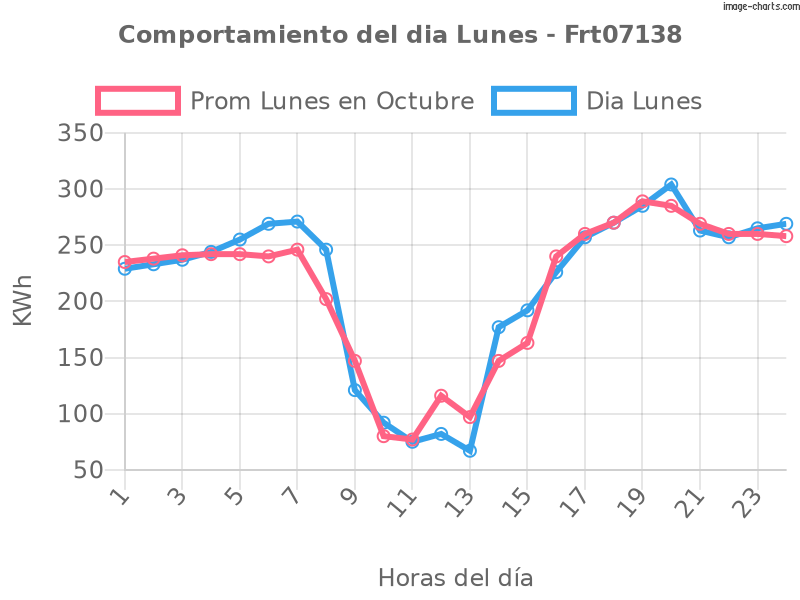 image-charts.com
Comportamiento del dia Lunes - Frt07138
Prom Lunes en Octubre
Dia Lunes
350
300
250
200
150
100
50
KWh
1 3 5 7 9 11 13 15 17 19 21 23
Horas del día